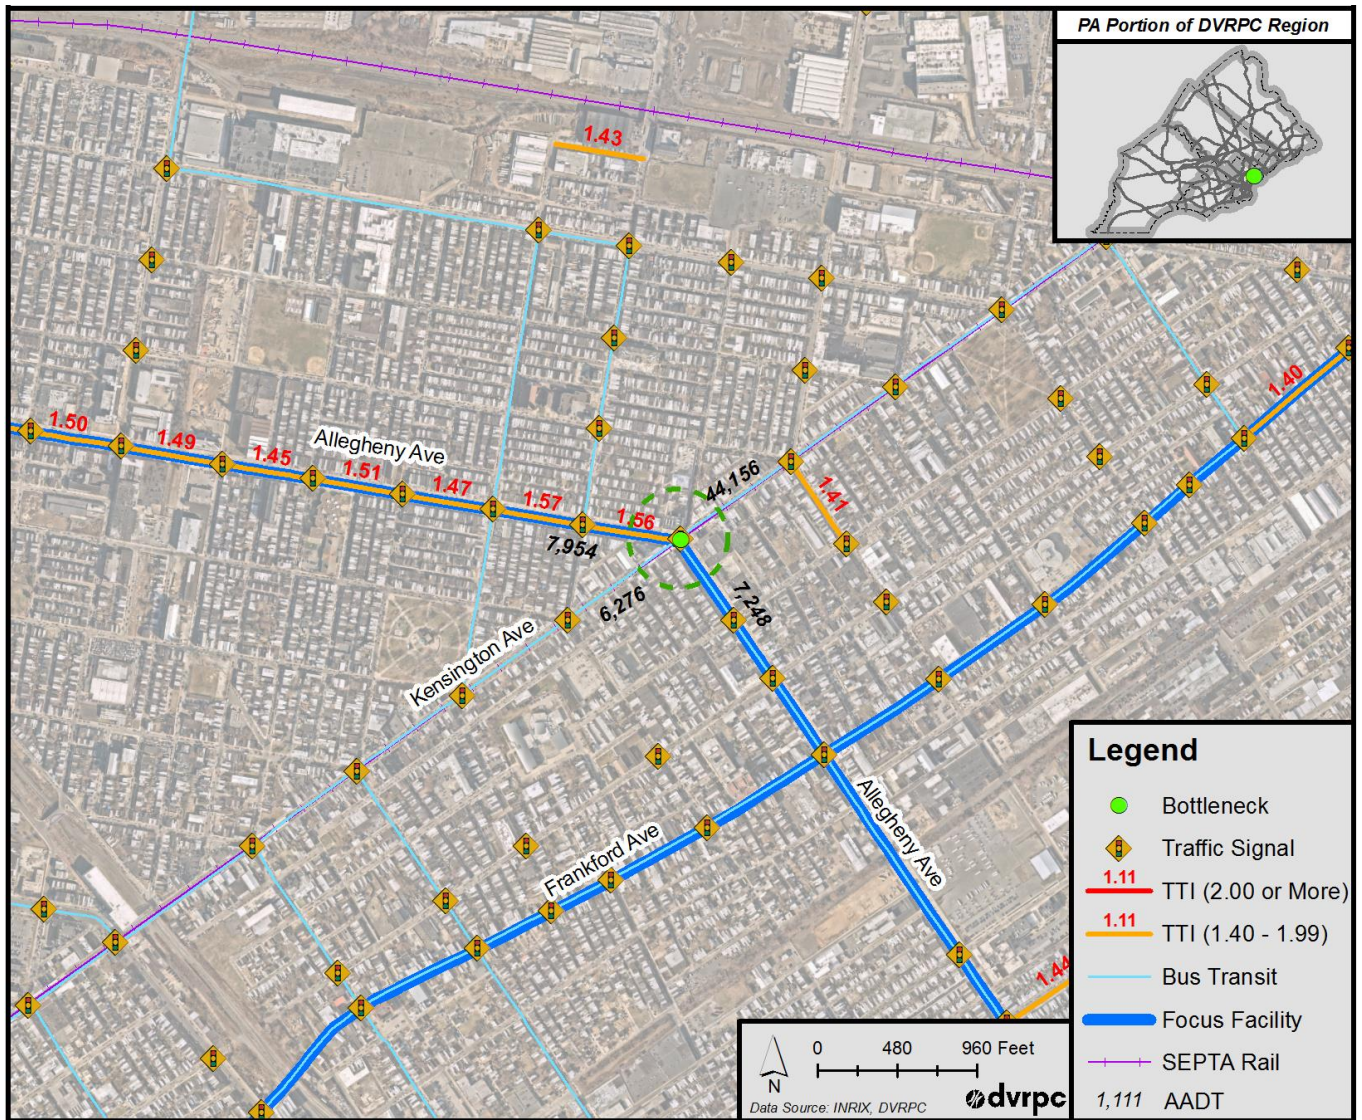 PA Portion of DVRPC Region
1.43
1.50
1.49
1.45
1.51
1.47
1.57
1.56
Allegheny Ave
7,954
44,156
1.41
1.40
6,276
7,248
Kensington Ave
Frankford Ave
Allegheny Ave
1.44
Legend
Bottleneck
Traffic Signal
1.11 TTI (2.00 or More)
1.11 TTI (1.40 - 1.99)
Bus Transit
Focus Facility
SEPTA Rail
1,111 AADT
N
0 480 960 Feet
Data Source: INRIX, DVRPC
dvrpc